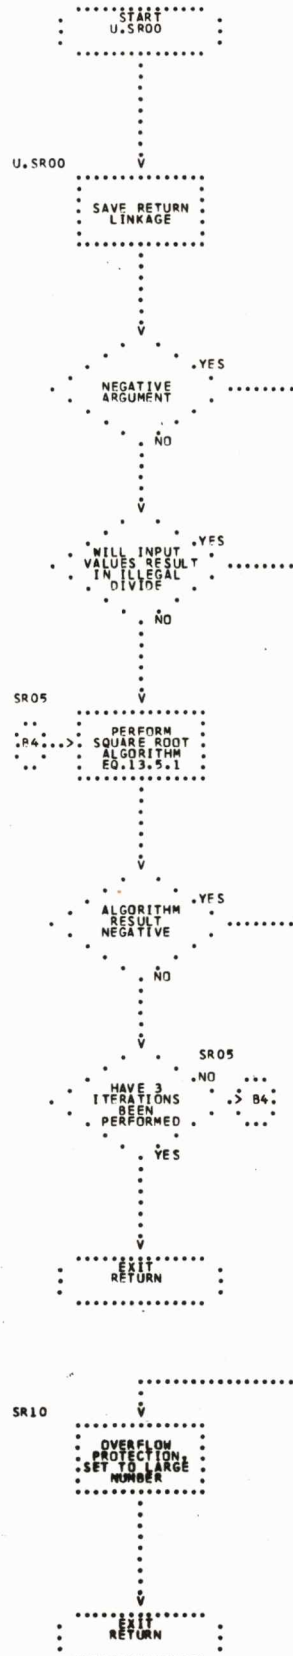 START
U.SR00
U.SR00
SAVE RETURN
LINKAGE
YES
NEGATIVE
ARGUMENT
NO
YES
WILL INPUT
VALUES RESULT
IN ILLEGAL
DIVIDE
NO
SR05
B4
PERFORM
SQUARE ROOT
ALGORITHM
EQ.13.5.1
YES
ALGORITHM
RESULT
NEGATIVE
NO
SR05
NO
B4
HAVE 3
ITERATIONS
BEEN
PERFORMED
YES
EXIT
RETURN
SR10
OVERFLOW
PROTECTION,
SET TO LARGE
NUMBER
EXIT
RETURN